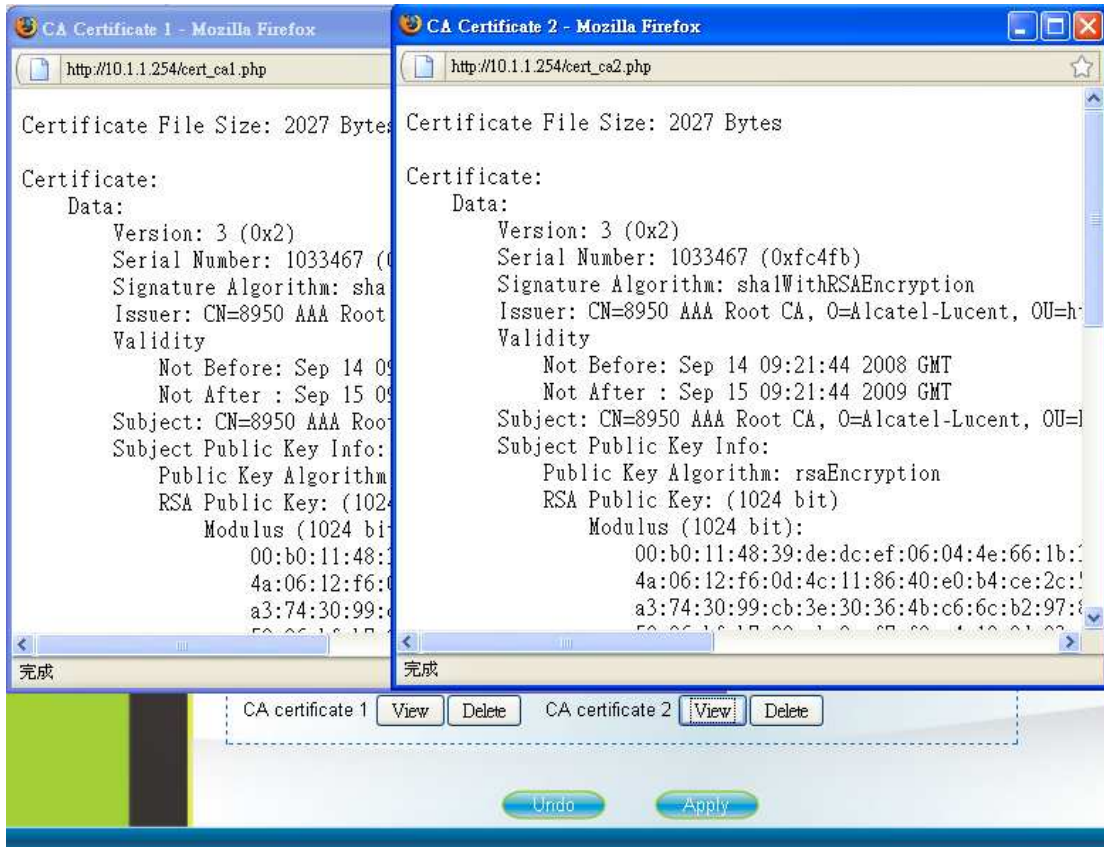 CA Certificate 1 - Mozilla Firefox
http://10.1.1.254/cert_ca1.php
Certificate File Size: 2027 Bytes
Certificate:
Data:
Version: 3 (0x2)
Serial Number: 1033467 (
Signature Algorithm: sha
Issuer: CN=8950 AAA Root
Validity
Not Before: Sep 14 09
Not After : Sep 15 09
Subject: CN=8950 AAA Roo
Subject Public Key Info:
Public Key Algorithm
RSA Public Key: (102
Modulus (1024 bi
00:b0:11:48:
4a:06:12:f6:
a3:74:30:99:
完成
CA Certificate 2 - Mozilla Firefox
http://10.1.1.254/cert_ca2.php
Certificate File Size: 2027 Bytes
Certificate:
Data:
Version: 3 (0x2)
Serial Number: 1033467 (0xfc4fb)
Signature Algorithm: sha1WithRSAEncryption
Issuer: CN=8950 AAA Root CA, O=Alcatel-Lucent, OU=h
Validity
Not Before: Sep 14 09:21:44 2008 GMT
Not After : Sep 15 09:21:44 2009 GMT
Subject: CN=8950 AAA Root CA, O=Alcatel-Lucent, OU=
Subject Public Key Info:
Public Key Algorithm: rsaEncryption
RSA Public Key: (1024 bit)
Modulus (1024 bit):
00:b0:11:48:39:de:dc:ef:06:04:4e:66:1b:
4a:06:12:f6:0d:4c:11:86:40:e0:b4:ce:2c:
a3:74:30:99:cb:3e:30:36:4b:c6:6c:b2:97:
完成
CA certificate 1 View Delete CA certificate 2 View Delete
Undo Apply